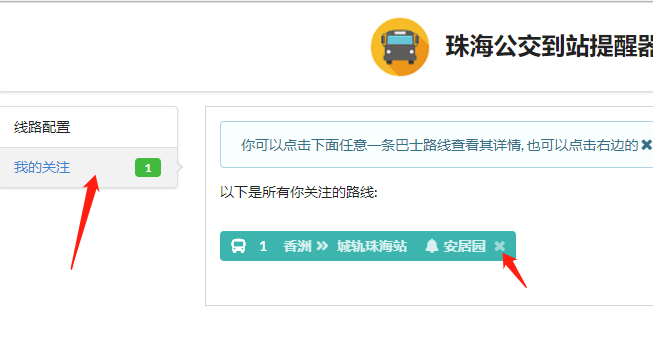 珠海公交到站提醒器
线路配置
我的关注 1
你可以点击下面任意一条巴士路线查看其详情, 也可以点击右边的
以下是所有你关注的路线:
1 香洲 城轨珠海站 安居园